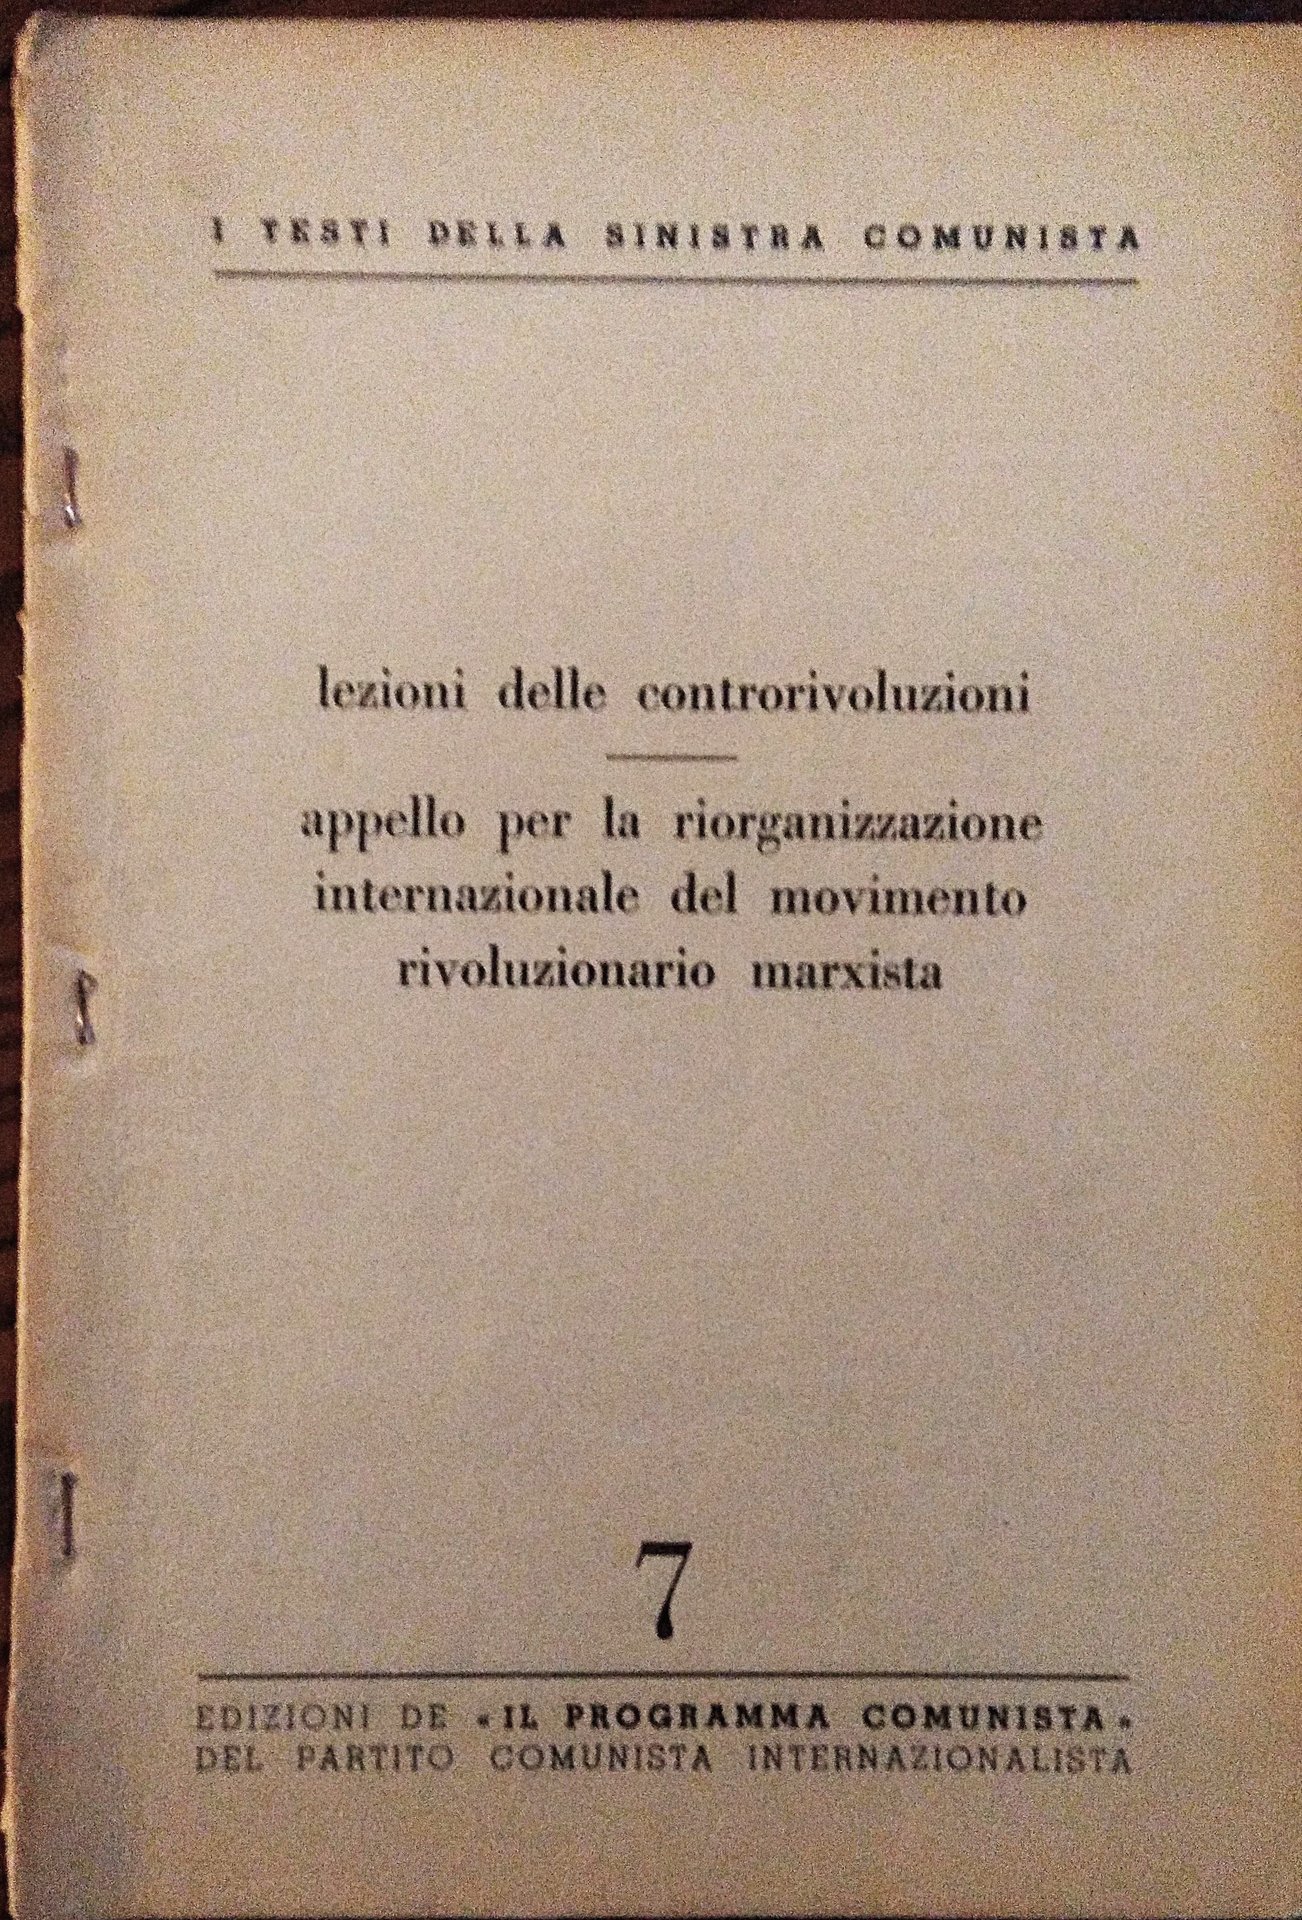 I TESTI DELLA SINISTRA COMUNISTA
lezioni delle controrivoluzioni
appello per la riorganizzazione
internazionale del movimento
rivoluzionario marxista
7
EDIZIONI DE «IL PROGRAMMA COMUNISTA»
DEL PARTITO COMUNISTA INTERNAZIONALISTA